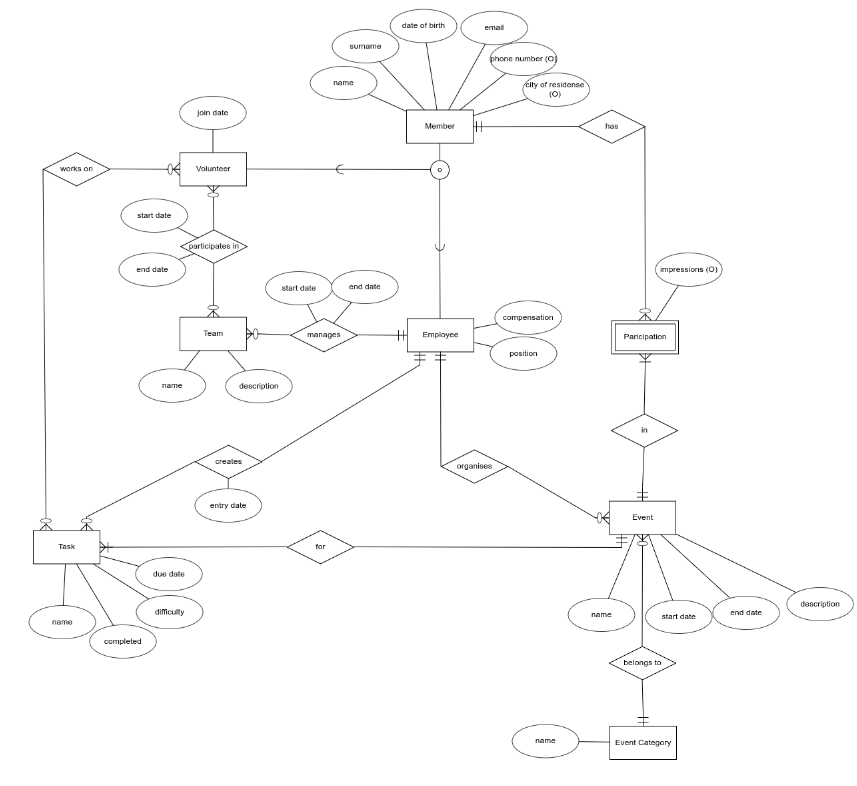 date of birth
email
surname
phone number (O)
name
city of residense
(O)
join date
Member
has
works on
Volunteer
o
start date
participates in
end date
impressions (O)
start date
end date
compensation
Team
manages
Employee
Paricipation
position
name
description
in
creates
organises
entry date
Event
Task
for
due date
difficulty
name
completed
name
start date
end date
description
belongs to
name
Event Category